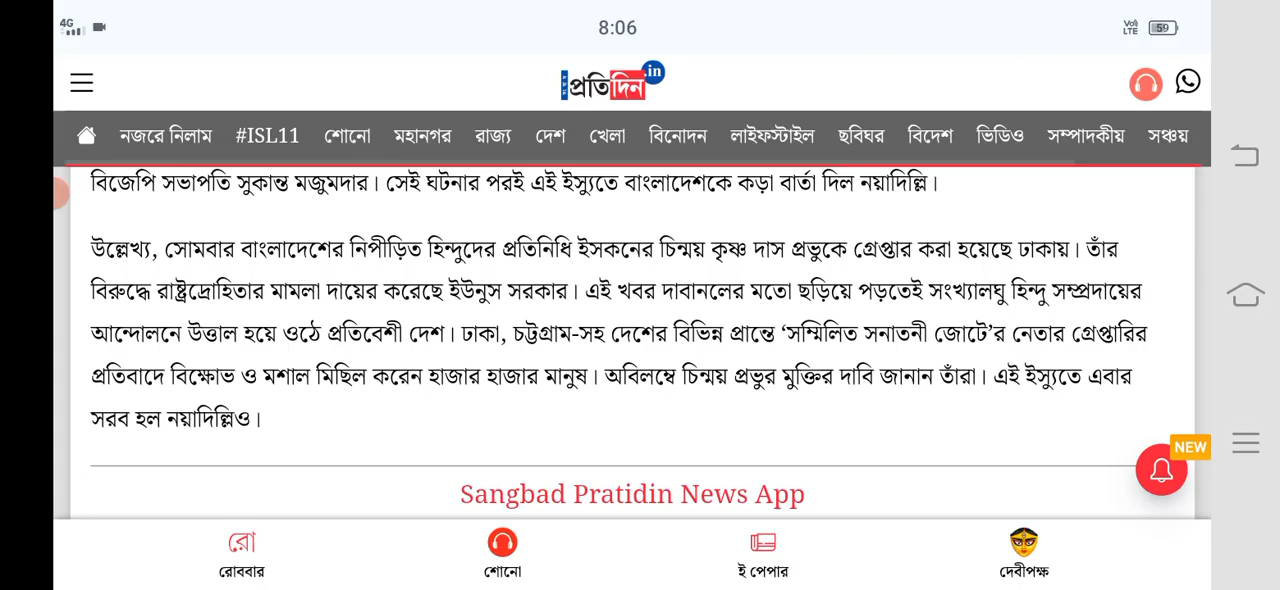 4G
8:06
VoI LTE
59
প্রতিদিন.in
নজরে নিলাম #ISL11 শোনো মহানগর রাজ্য দেশ খেলা বিনোদন লাইফস্টাইল ছবিঘর বিদেশ ভিডিও সম্পাদকীয় সঞ্চয়
বিজেপি সভাপতি সুকান্ত মজুমদার। সেই ঘটনার পরই এই ইস্যুতে বাংলাদেশকে কড়া বার্তা দিল নয়াদিল্লি।
উল্লেখ্য, সোমবার বাংলাদেশের নিপীড়িত হিন্দুদের প্রতিনিধি ইসকনের চিন্ময় কৃষ্ণ দাস প্রভুকে গ্রেপ্তার করা হয়েছে ঢাকায়। তাঁর
বিরুদ্ধে রাষ্ট্রদ্রোহিতার মামলা দায়ের করেছে ইউনুস সরকার। এই খবর দাবানলের মতো ছড়িয়ে পড়তেই সংখ্যালঘু হিন্দু সম্প্রদায়ের
আন্দোলনে উত্তাল হয়ে ওঠে প্রতিবেশী দেশ। ঢাকা, চট্টগ্রাম-সহ দেশের বিভিন্ন প্রান্তে ‘সম্মিলিত সনাতনী জোটে’র নেতার গ্রেপ্তারির
প্রতিবাদে বিক্ষোভ ও মশাল মিছিল করেন হাজার হাজার মানুষ। অবিলম্বে চিন্ময় প্রভুর মুক্তির দাবি জানান তাঁরা। এই ইস্যুতে এবার
সরব হল নয়াদিল্লিও।
NEW
Sangbad Pratidin News App
রো
রোববার শোনো ই পেপার দেবীপক্ষ